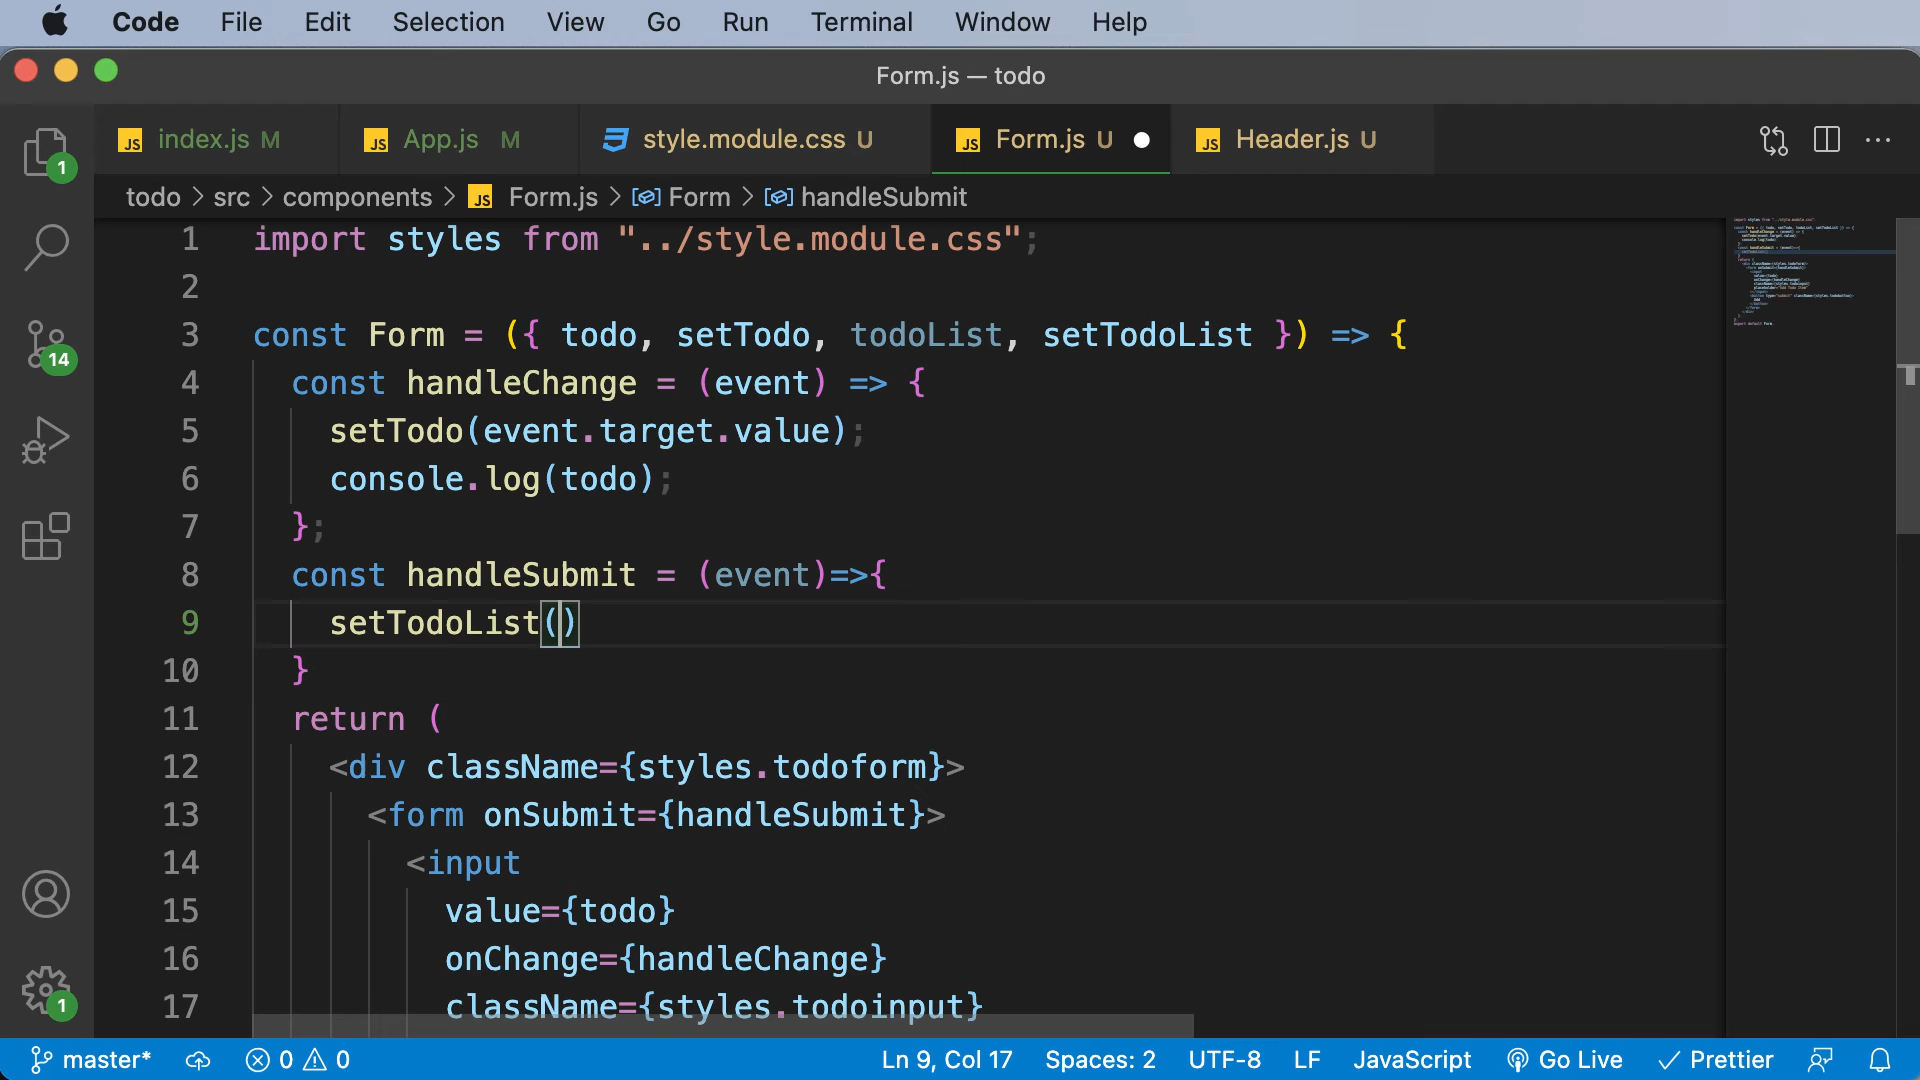 Code File Edit Selection View Go Run Terminal Window Help
Form.js — todo
JS index.js M JS App.js M style.module.css U JS Form.js U JS Header.js U
todo > src > components > JS Form.js > Form > handleSubmit
1 import styles from "../style.module.css";
2
3 const Form = ({ todo, setTodo, todoList, setTodoList }) => {
4 const handleChange = (event) => {
5 setTodo(event.target.value);
6 console.log(todo);
7 };
8 const handleSubmit = (event)=>{
9 setTodoList()
10 }
11 return (
12 <div className={styles.todoform}>
13 <form onSubmit={handleSubmit}>
14 <input
15 value={todo}
16 onChange={handleChange}
17 className={styles.todoinput}
1
14
1
master* 0 0 Ln 9, Col 17 Spaces: 2 UTF-8 LF JavaScript Go Live Prettier